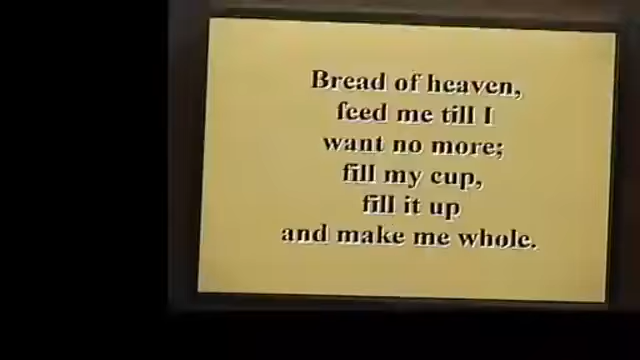 Bread of heaven,
feed me till I
want no more;
fill my cup,
fill it up
and make me whole.